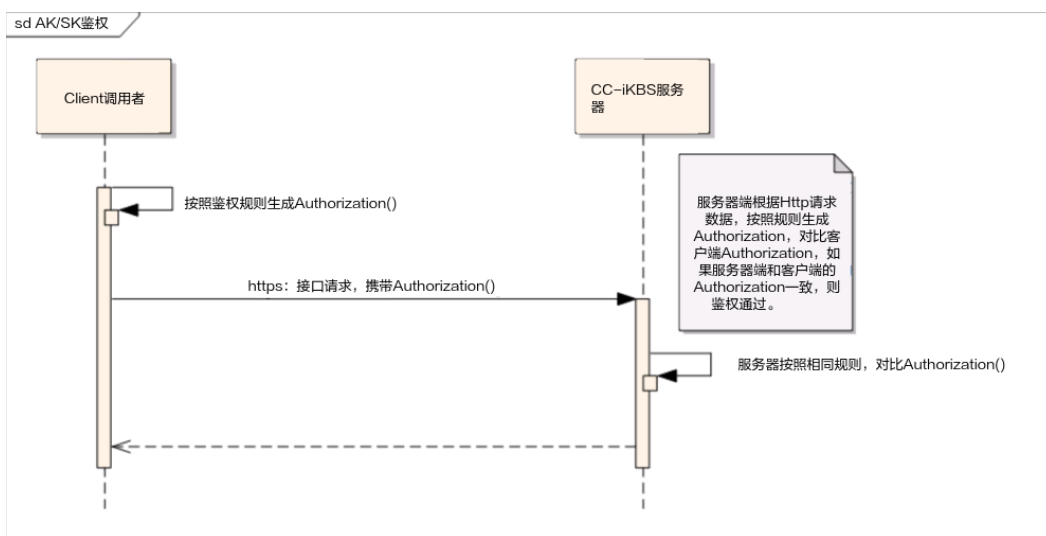 sd AK/SK鉴权
Client调用者
CC-iKBS服务
器
按照鉴权规则生成Authorization()
服务器端根据Http请求
数据，按照规则生成
Authorization，对比客
户端Authorization，如
果服务器端和客户端的
Authorization一致，则
鉴权通过。
https：接口请求，携带Authorization()
服务器按照相同规则，对比Authorization()